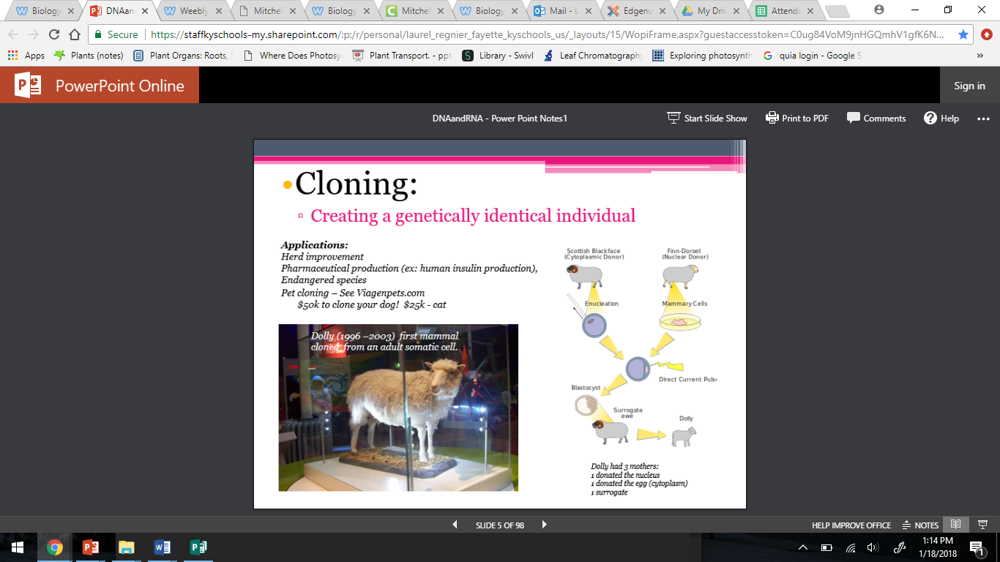 Biology
DNAan
Weebly
Mitchel
Biology
Mitchel
Biology
Mail - L
Edgenu
My Driv
Attenda
Secure
https://staffkyschools-my.sharepoint.com/:p:/r/personal/laurel_regnier_fayette_kyschools_us/_layouts/15/WopiFrame.aspx?guestaccesstoken=C0ug84VoM9jnHGQmhV1gfK6N...
Apps
Plants (notes)
Plant Organs: Roots,
Where Does Photosy
Plant Transport. - ppt
Library - Swivl
Leaf Chromatography
Exploring photosynth
quia login - Google S
»
PowerPoint Online
Sign in
DNAandRNA - Power Point Notes1
Start Slide Show
Print to PDF
Comments
Help
•Cloning:
Creating a genetically identical individual
Applications:
Herd improvement
Pharmaceutical production (ex: human insulin production),
Endangered species
Pet cloning – See Viagenpets.com
$50k to clone your dog! $25k - cat
Dolly (1996 –2003) first mammal
cloned from an adult somatic cell.
Scottish Blackface
(Cytoplasmic Donor)
Finn-Dorset
(Nuclear Donor)
Enucleation
Mammary Cells
Direct Current Puls
Blastocyst
Surrogate
ewe
Dolly
Dolly had 3 mothers:
1 donated the nucleus
1 donated the egg (cytoplasm)
1 surrogate
SLIDE 5 OF 98
HELP IMPROVE OFFICE
NOTES
1:14 PM
1/18/2018
1